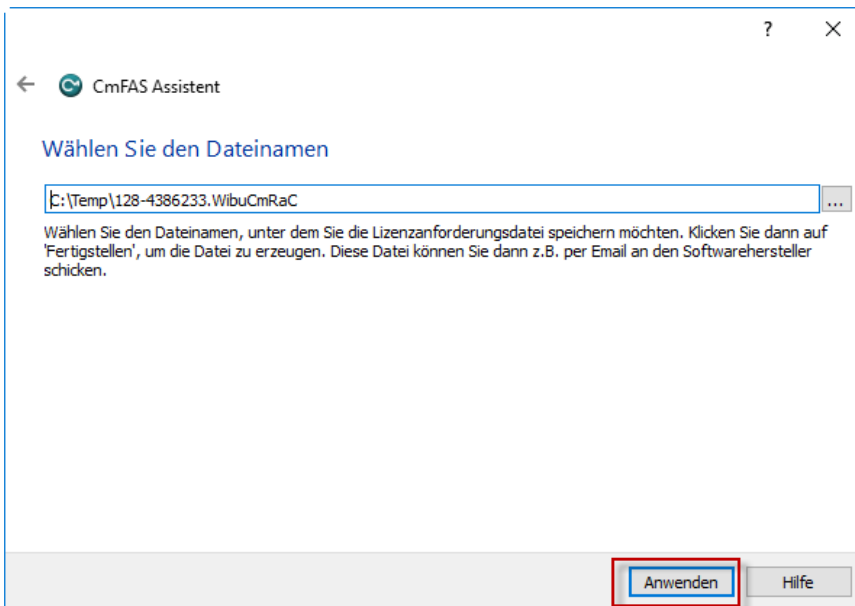 ?
CmFAS Assistent
Wählen Sie den Dateinamen
C:\Temp\128-4386233.WibuCmRaC
...
Wählen Sie den Dateinamen, unter dem Sie die Lizenzanforderungsdatei speichern möchten. Klicken Sie dann auf
'Fertigstellen', um die Datei zu erzeugen. Diese Datei können Sie dann z.B. per Email an den Softwarehersteller
schicken.
Anwenden
Hilfe